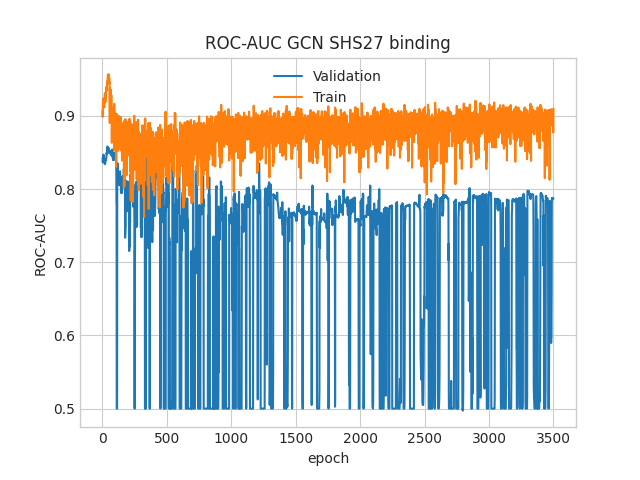 ROC-AUC GCN SHS27 binding
Validation
Train
ROC-AUC
0.9
0.8
0.7
0.6
0.5
0 500 1000 1500 2000 2500 3000 3500
epoch